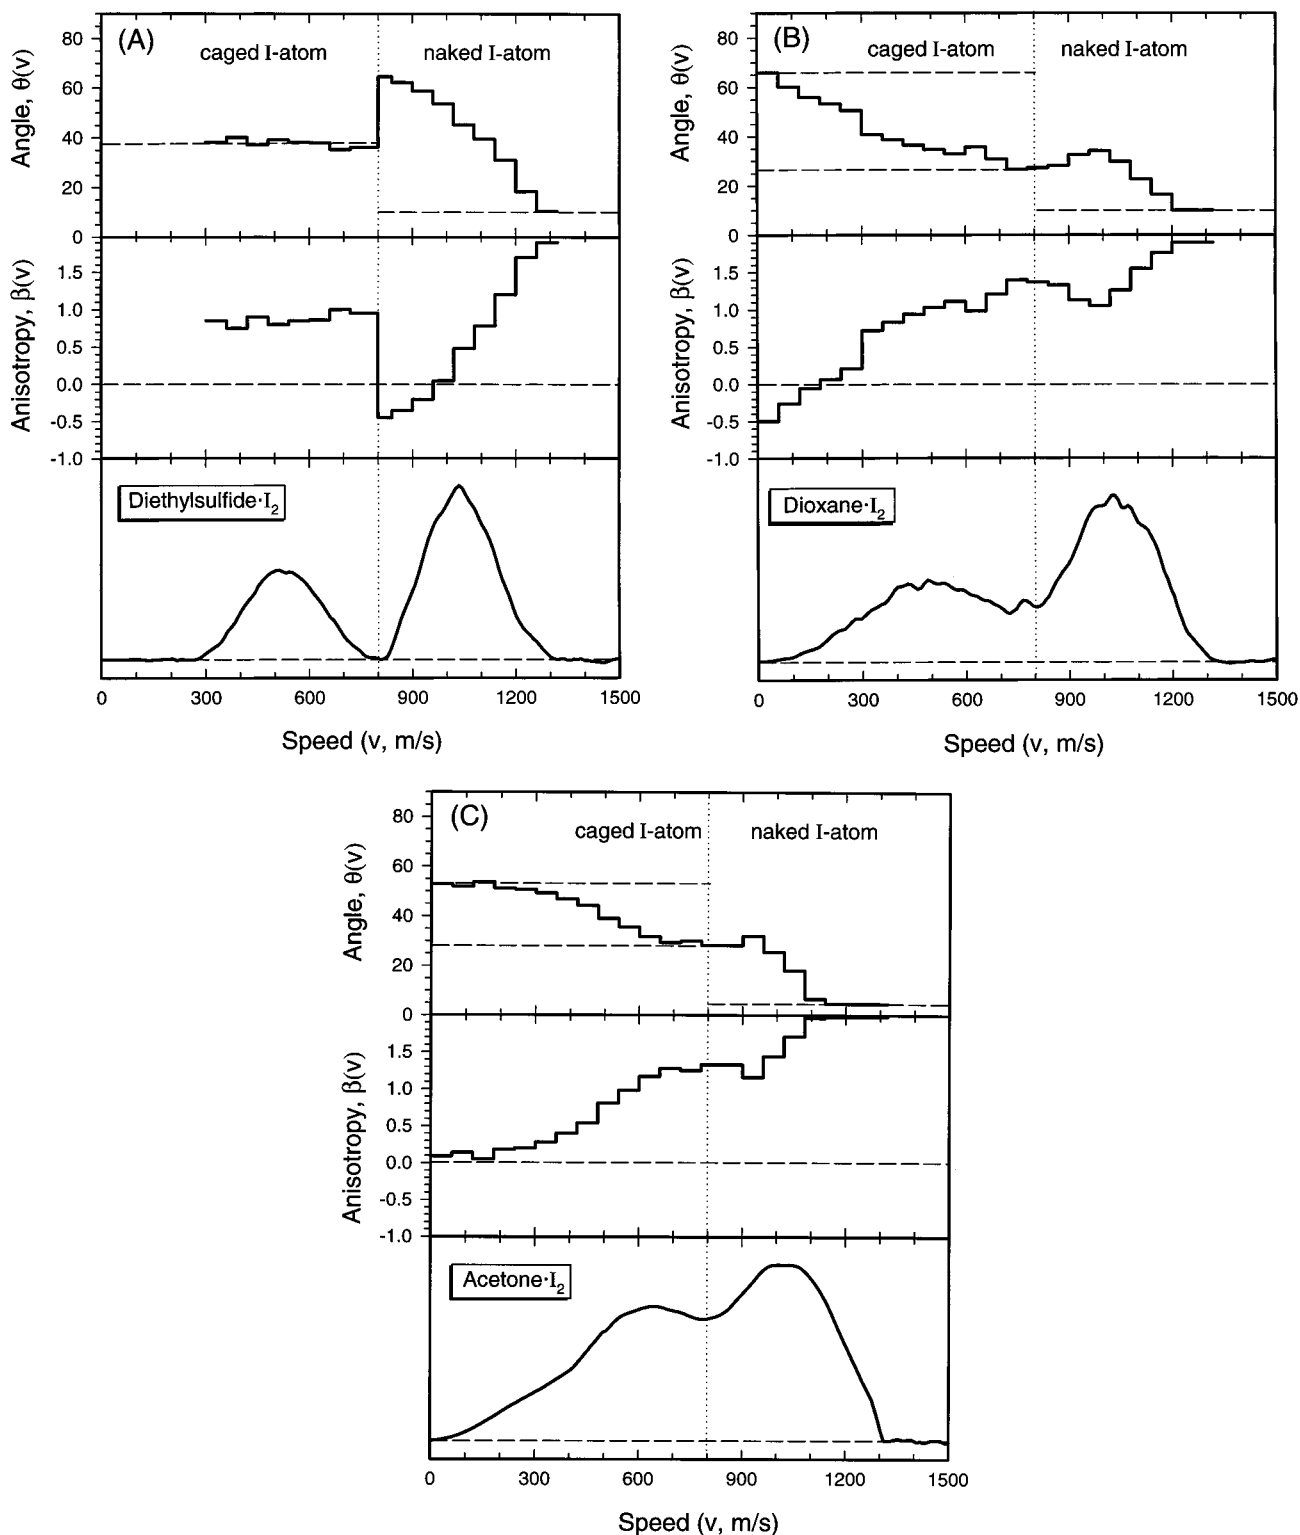 (A)
caged I-atom
naked I-atom
Angle, θ(v)
80
60
40
20
0
Anisotropy, β(v)
1.5
1.0
0.5
0.0
-0.5
-1.0
Diethylsulfide·I2
0
300
600
900
1200
1500
Speed (v, m/s)
(B)
caged I-atom
naked I-atom
Angle, θ(v)
80
60
40
20
0
Anisotropy, β(v)
1.5
1.0
0.5
0.0
-0.5
-1.0
Dioxane·I2
0
300
600
900
1200
1500
Speed (v, m/s)
(C)
caged I-atom
naked I-atom
Angle, θ(v)
80
60
40
20
0
Anisotropy, β(v)
1.5
1.0
0.5
0.0
-0.5
-1.0
Acetone·I2
0
300
600
900
1200
1500
Speed (v, m/s)